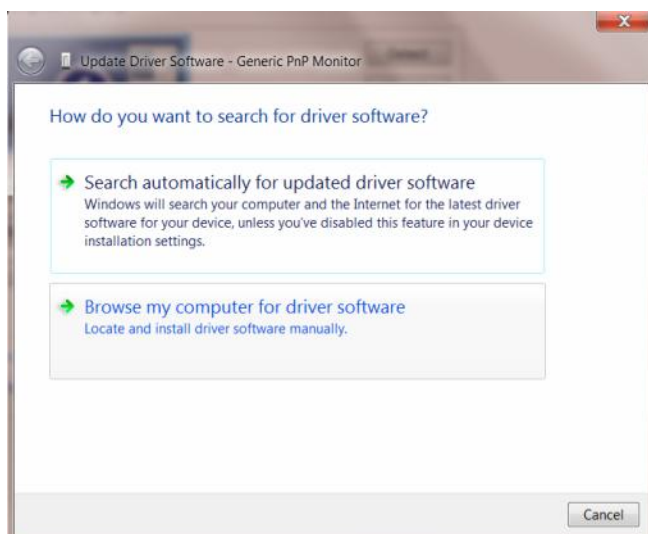 X
Update Driver Software - Generic PnP Monitor
How do you want to search for driver software?
Search automatically for updated driver software
Windows will search your computer and the Internet for the latest driver
software for your device, unless you've disabled this feature in your device
installation settings.
Browse my computer for driver software
Locate and install driver software manually.
Cancel